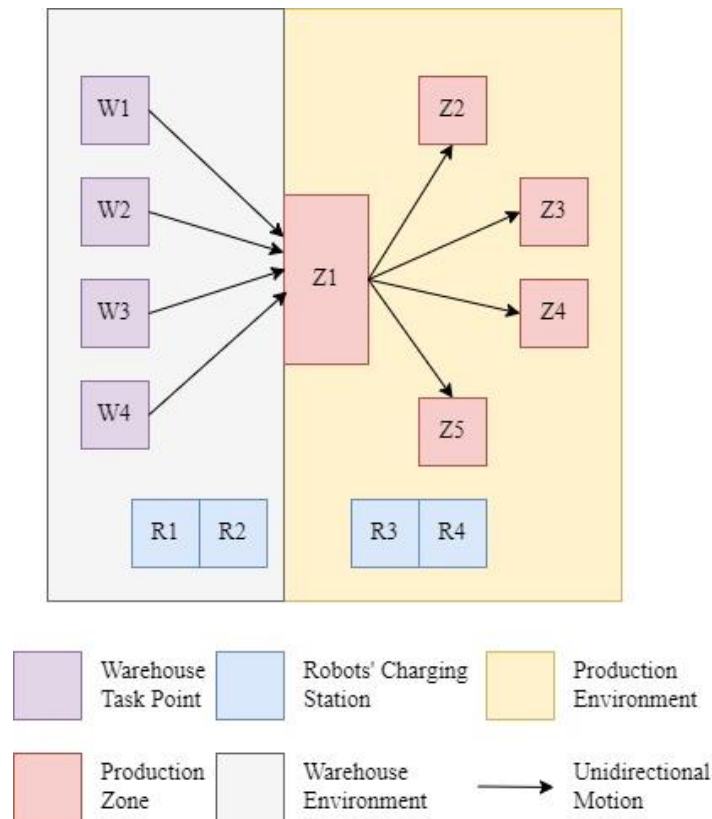 W1
Z2
W2
Z3
Z1
W3
Z4
W4
Z5
R1 R2 R3 R4
Warehouse
Task Point
Robots' Charging
Station
Production
Environment
Production
Zone
Warehouse
Environment
Unidirectional
Motion